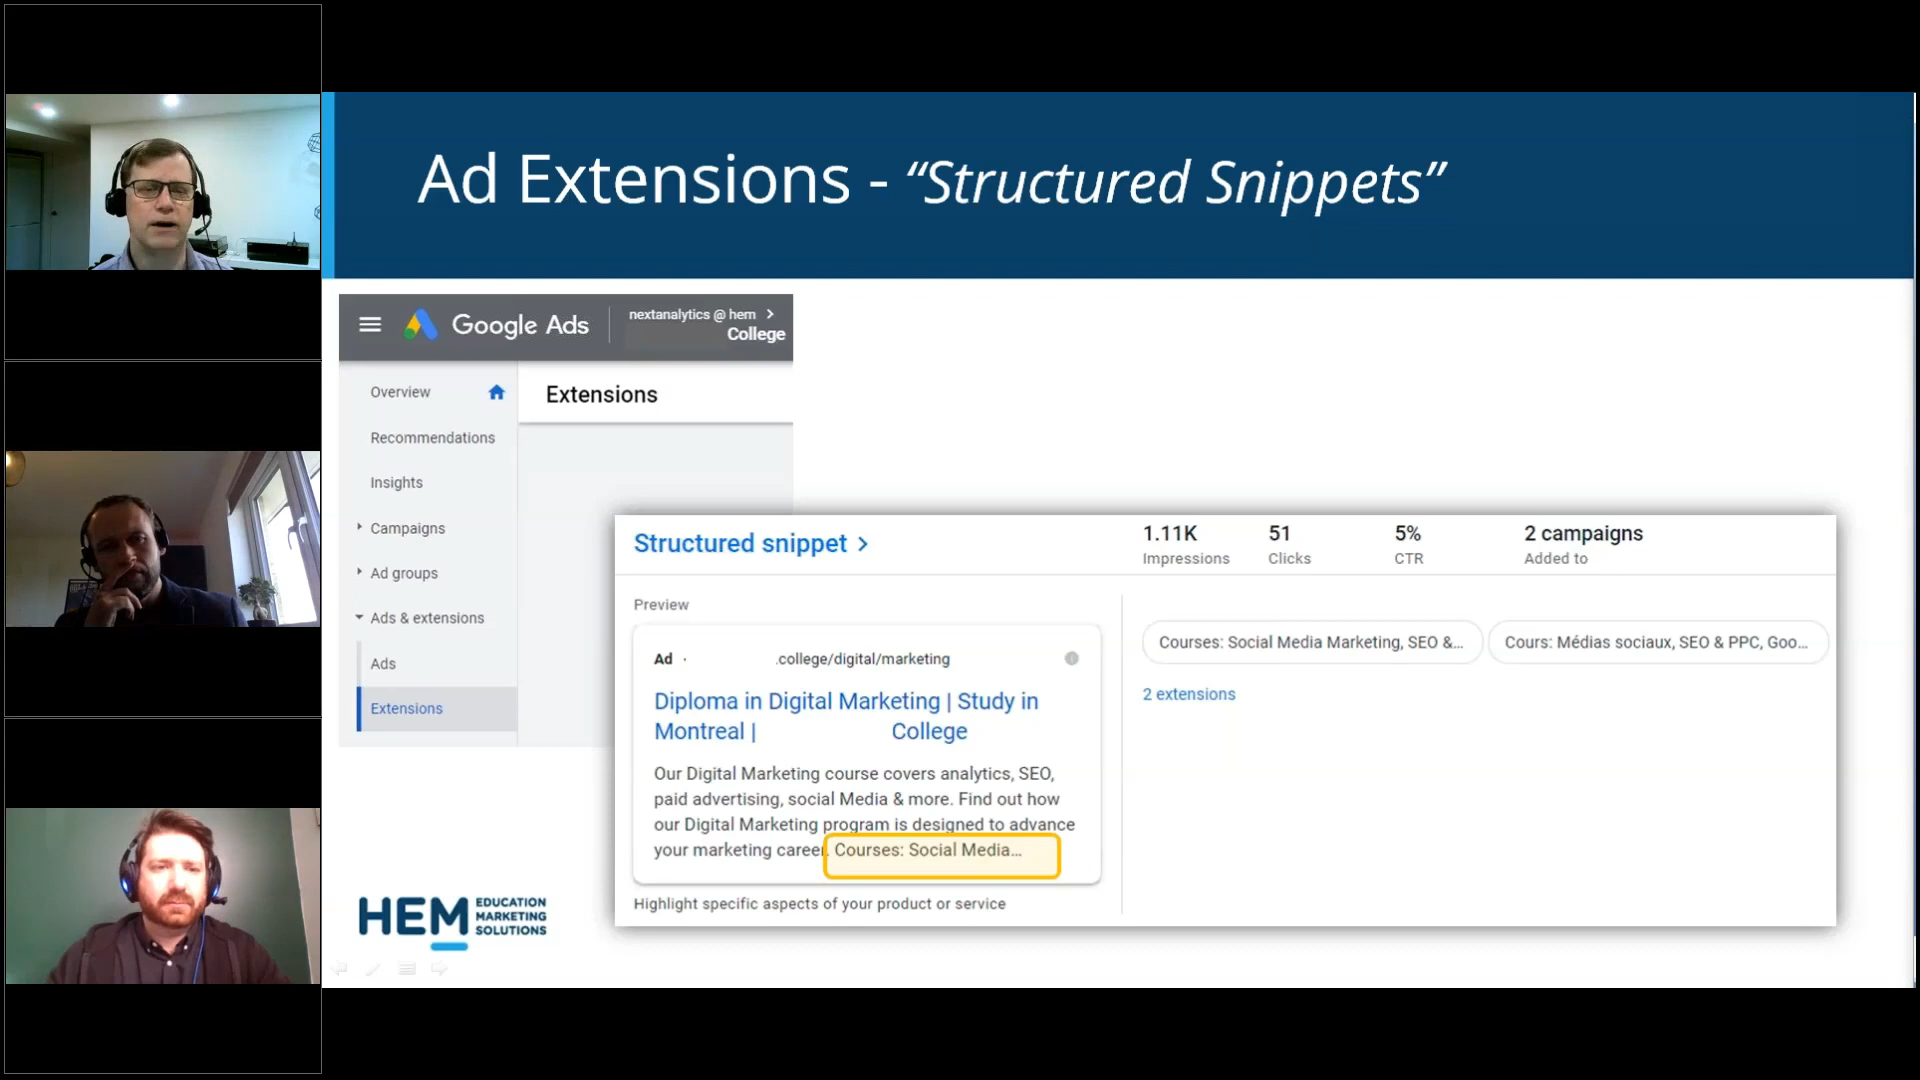 Ad Extensions - “Structured Snippets”
Google Ads
nextanalytics @ hem
College
Overview
Recommendations
Insights
Campaigns
Ad groups
Ads & extensions
Ads
Extensions
Extensions
Structured snippet
1.11K
Impressions
51
Clicks
5%
CTR
2 campaigns
Added to
Preview
Ad · .college/digital/marketing
Diploma in Digital Marketing | Study in
Montreal | College
Our Digital Marketing course covers analytics, SEO,
paid advertising, social Media & more. Find out how
our Digital Marketing program is designed to advance
your marketing career. Courses: Social Media...
Highlight specific aspects of your product or service
Courses: Social Media Marketing, SEO &...
Cours: Médias sociaux, SEO & PPC, Goo...
2 extensions
HEM
EDUCATION
MARKETING
SOLUTIONS